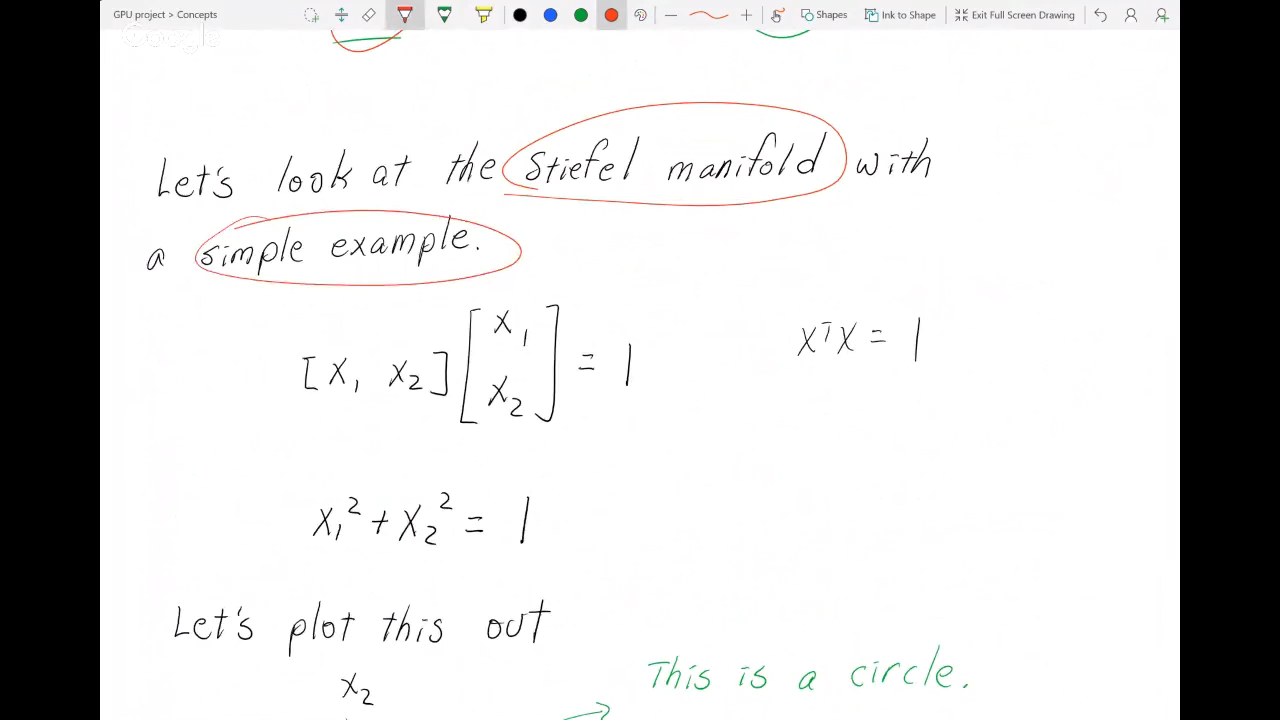 GPU project > Concepts
Shapes Ink to Shape Exit Full Screen Drawing
Google
Let's look at the Stiefel manifold with
a simple example.
[x₁ x₂] [x₁ x₂] = 1
xᵀx = 1
x₁² + x₂² = 1
Let's plot this out
This is a circle.
x₂